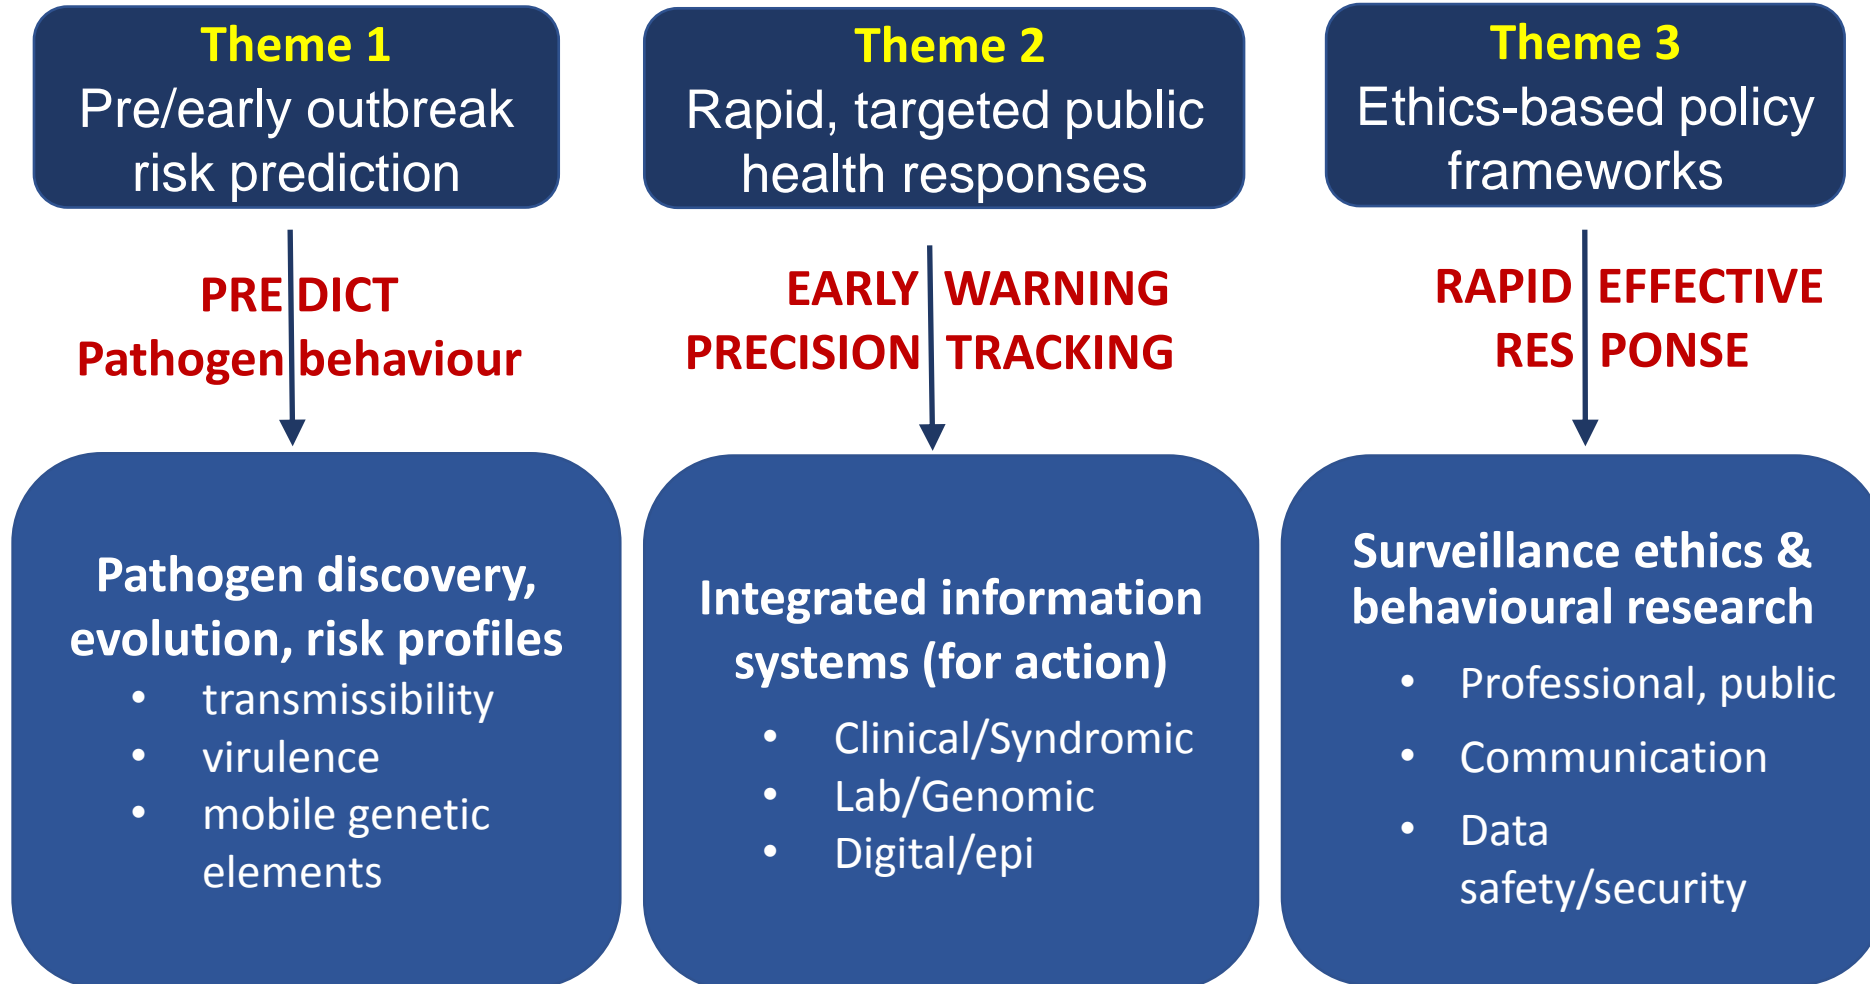 Theme 1
Pre/early outbreak
risk prediction
PREDICT
Pathogen behaviour
Pathogen discovery,
evolution, risk profiles
• transmissibility
• virulence
• mobile genetic
elements
Theme 2
Rapid, targeted public
health responses
EARLY WARNING
PRECISION TRACKING
Integrated information
systems (for action)
• Clinical/Syndromic
• Lab/Genomic
• Digital/epi
Theme 3
Ethics-based policy
frameworks
RAPID EFFECTIVE
RES PONSE
Surveillance ethics &
behavioural research
• Professional, public
• Communication
• Data
safety/security